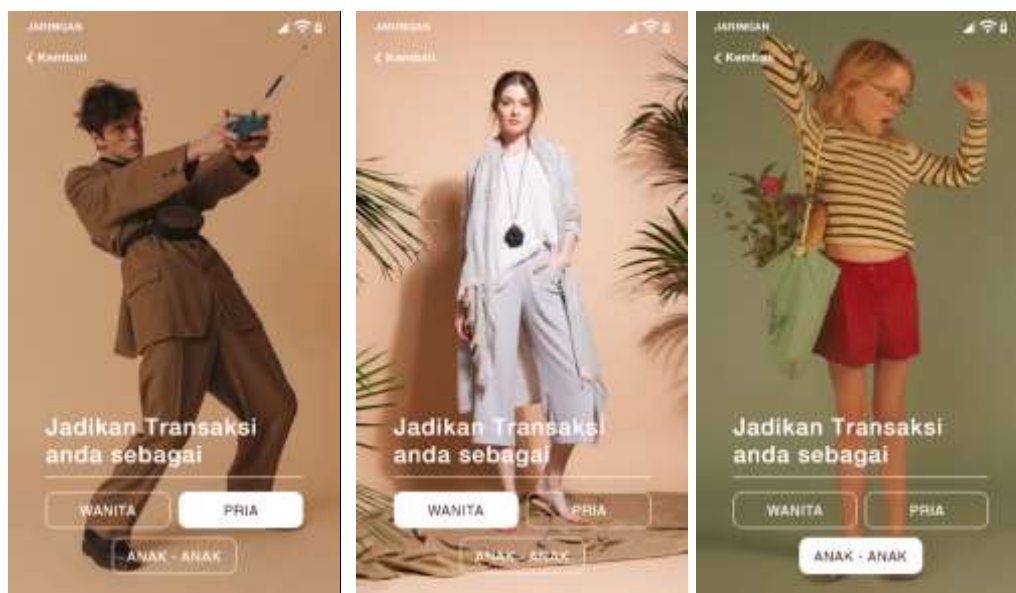 JARINGAN
Kembali
Jadikan Transaksi
anda sebagai
WANITA
PRIA
ANAK - ANAK
JARINGAN
Kembali
Jadikan Transaksi
anda sebagai
WANITA
PRIA
ANAK - ANAK
JARINGAN
Kembali
Jadikan Transaksi
anda sebagai
WANITA
PRIA
ANAK - ANAK